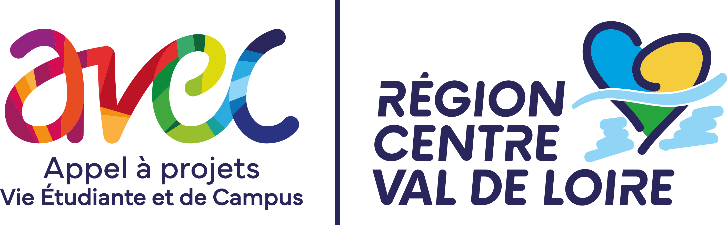 avec
Appel à projets
Vie Étudiante et de Campus
RÉGION
CENTRE
VAL DE LOIRE